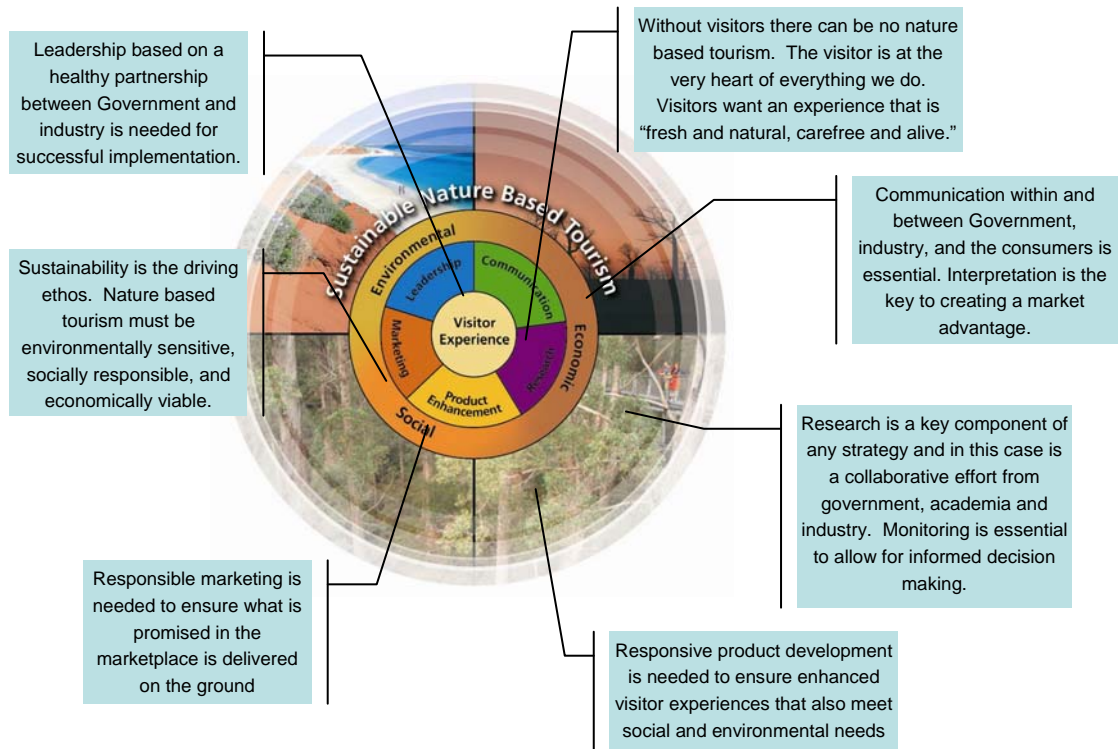 Leadership based on a
healthy partnership
between Government and
industry is needed for
successful implementation.
Without visitors there can be no nature
based tourism.  The visitor is at the
very heart of everything we do.
Visitors want an experience that is
“fresh and natural, carefree and alive.”
Communication within and
between Government,
industry, and the consumers is
essential. Interpretation is the
key to creating a market
advantage.
Sustainability is the driving
ethos.  Nature based
tourism must be
environmentally sensitive,
socially responsible, and
economically viable.
Sustainable Nature Based Tourism
Environmental
Economic
Social
Leadership
Communication
Research
Product
Enhancement
Marketing
Visitor
Experience
Research is a key component of
any strategy and in this case is
a collaborative effort from
government, academia and
industry.  Monitoring is essential
to allow for informed decision
making.
Responsible marketing is
needed to ensure what is
promised in the
marketplace is delivered
on the ground
Responsive product development
is needed to ensure enhanced
visitor experiences that also meet
social and environmental needs